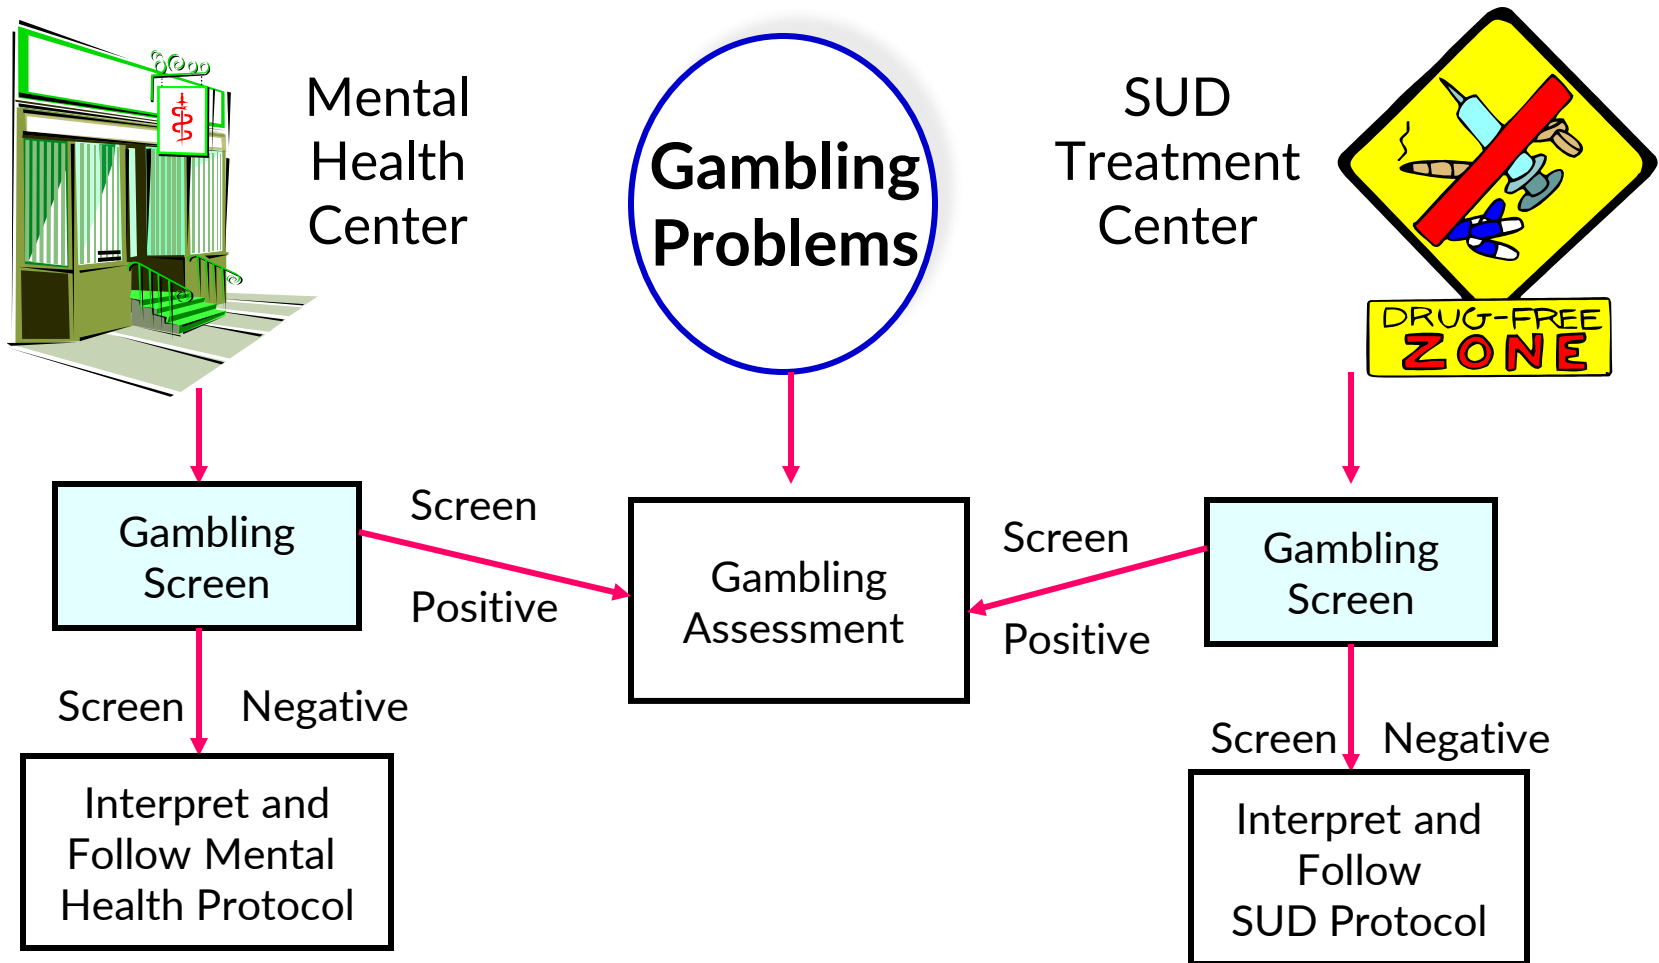 Mental
Health
Center
Gambling
Problems
SUD
Treatment
Center
DRUG-FREE
ZONE
Gambling
Screen
Screen
Positive
Gambling
Assessment
Screen
Positive
Gambling
Screen
Screen Negative
Interpret and
Follow Mental
Health Protocol
Screen Negative
Interpret and
Follow
SUD Protocol